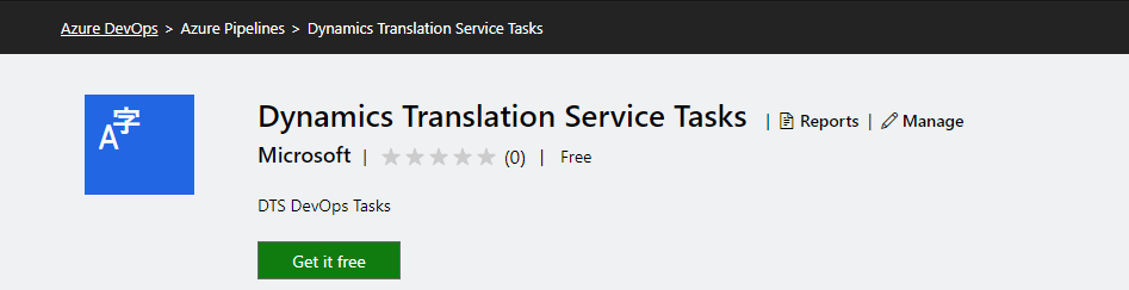 Azure DevOps > Azure Pipelines > Dynamics Translation Service Tasks
A字
Dynamics Translation Service Tasks | Reports | Manage
Microsoft | (0) | Free
DTS DevOps Tasks
Get it free